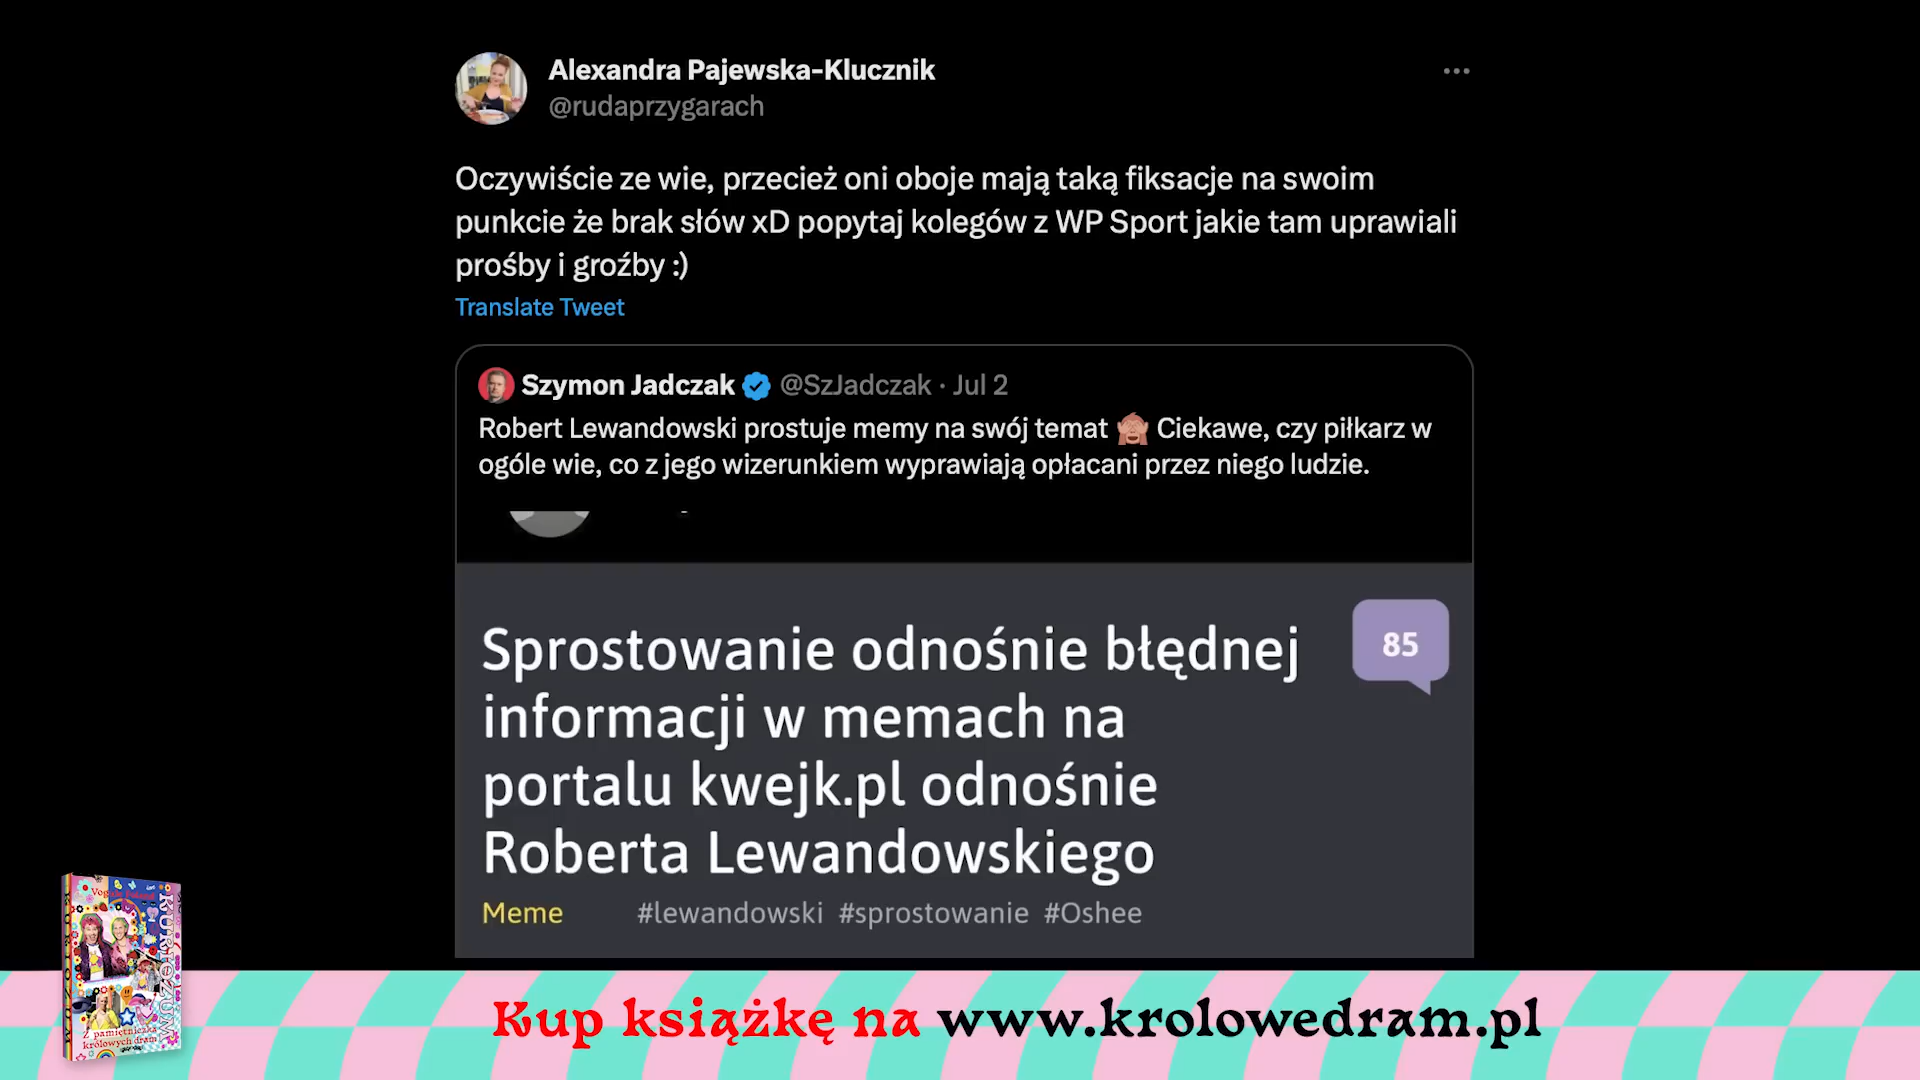 Alexandra Pajewska-Klucznik
@rudaprzygarach
Oczywiście ze wie, przecież oni oboje mają taką fiksacje na swoim
punkcie że brak słów xD popytaj kolegów z WP Sport jakie tam uprawiali
prośby i groźby :)
Translate Tweet
Szymon Jadczak @SzJadczak · Jul 2
Robert Lewandowski prostuje memy na swój temat 🙈 Ciekawe, czy piłkarz w
ogóle wie, co z jego wizerunkiem wyprawiają opłacani przez niego ludzie.
Sprostowanie odnośnie błędnej
informacji w memach na
portalu kwejk.pl odnośnie
Roberta Lewandowskiego
85
Meme #lewandowski #sprostowanie #Oshee
Z pamiętniczka
królowych dram
Kup książkę na www.krolowedram.pl